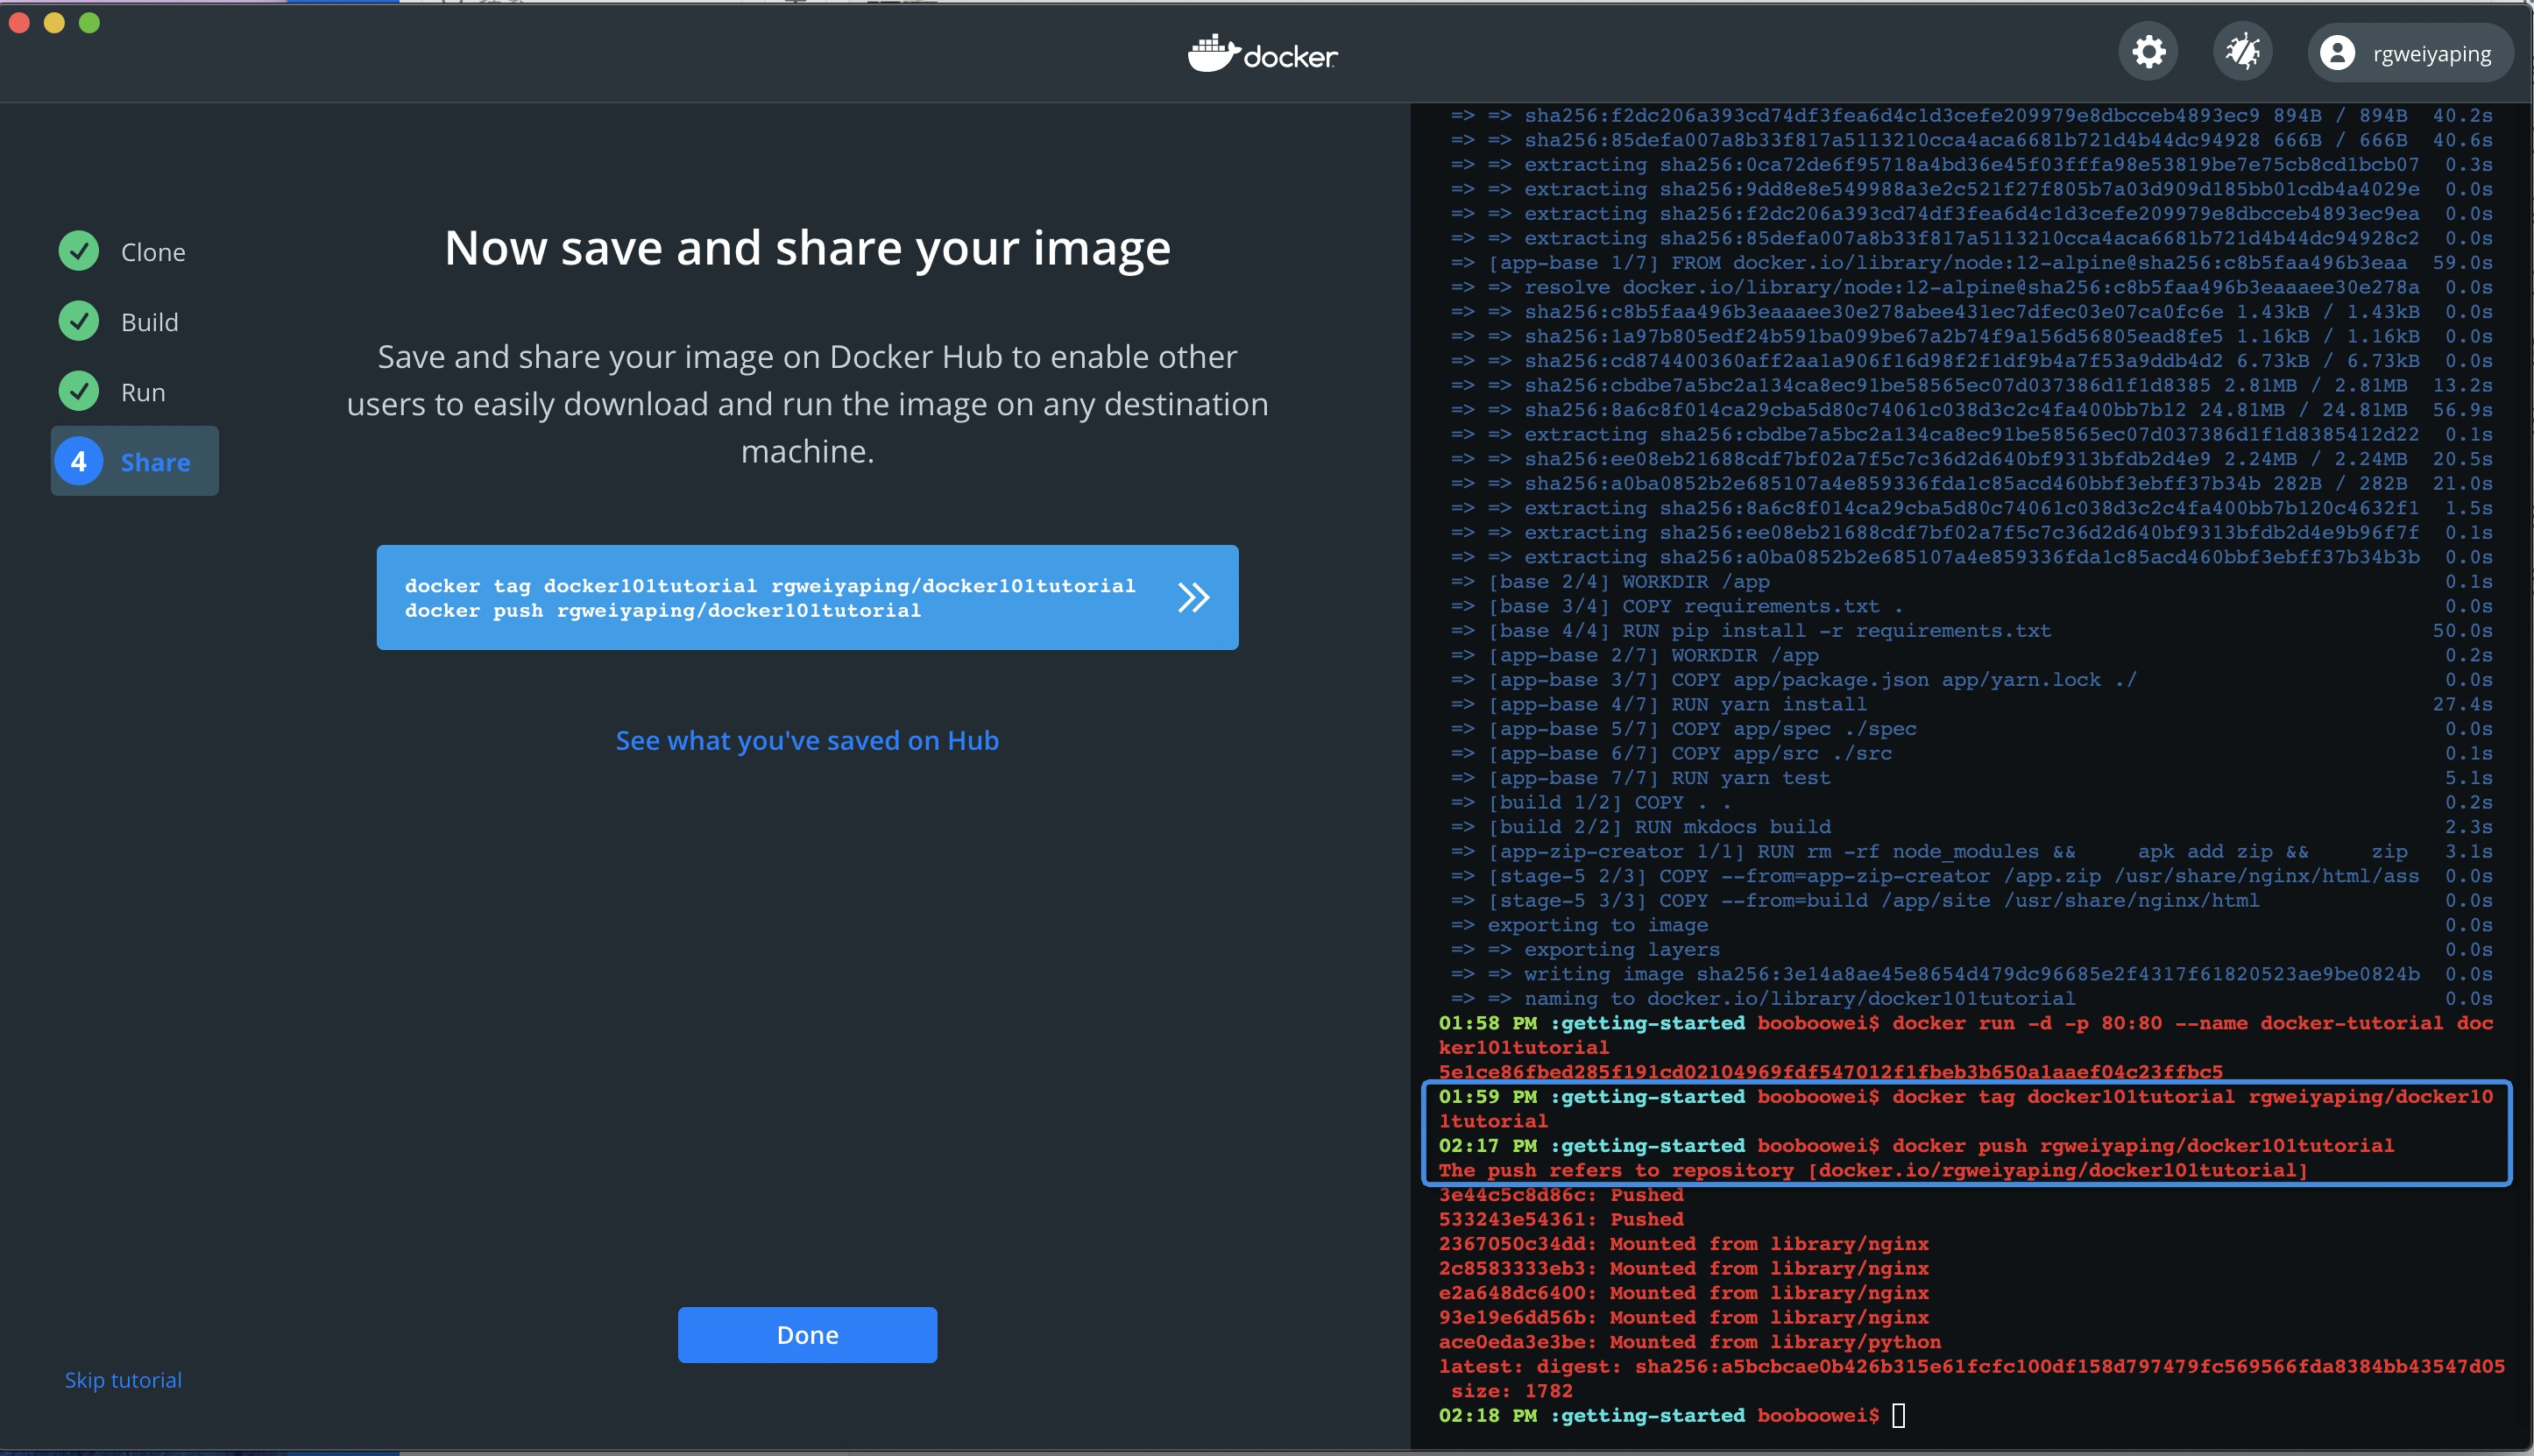 docker
rgweiyaping
Clone
Build
Run
4 Share
Now save and share your image
Save and share your image on Docker Hub to enable other
users to easily download and run the image on any destination
machine.
docker tag docker101tutorial rgweiyaping/docker101tutorial
docker push rgweiyaping/docker101tutorial
See what you've saved on Hub
Done
Skip tutorial
=> => sha256:f2dc206a393cd74df3fea6d4c1d3cefe209979e8dbcceb4893ec9 894B / 894B 40.2s
=> => sha256:85defa007a8b33f817a5113210cca4aca6681b721d4b44dc94928 666B / 666B 40.6s
=> => extracting sha256:0ca72de6f95718a4bd36e45f03fffa98e53819be7e75cb8cd1bcb07 0.3s
=> => extracting sha256:9dd8e8e549988a3e2c521f27f805b7a03d909d185bb01cdb4a4029e 0.0s
=> => extracting sha256:f2dc206a393cd74df3fea6d4c1d3cefe209979e8dbcceb4893ec9ea 0.0s
=> => extracting sha256:85defa007a8b33f817a5113210cca4aca6681b721d4b44dc94928c2 0.0s
=> [app-base 1/7] FROM docker.io/library/node:12-alpine@sha256:c8b5faa496b3eaa 59.0s
=> => resolve docker.io/library/node:12-alpine@sha256:c8b5faa496b3eaaaee30e278a 0.0s
=> => sha256:c8b5faa496b3eaaaee30e278abee431ec7dfec03e07ca0fc6e 1.43kB / 1.43kB 0.0s
=> => sha256:1a97b805edf24b591ba099be67a2b74f9a156d56805ead8fe5 1.16kB / 1.16kB 0.0s
=> => sha256:cd874400360aff2aa1a906f16d98f2f1df9b4a7f53a9ddb4d2 6.73kB / 6.73kB 0.0s
=> => sha256:cbdbe7a5bc2a134ca8ec91be58565ec07d037386d1f1d8385 2.81MB / 2.81MB 13.2s
=> => sha256:8a6c8f014ca29cba5d80c74061c038d3c2c4fa400bb7b12 24.81MB / 24.81MB 56.9s
=> => extracting sha256:cbdbe7a5bc2a134ca8ec91be58565ec07d037386d1f1d8385412d22 0.1s
=> => sha256:ee08eb21688cdf7bf02a7f5c7c36d2d640bf9313bfdb2d4e9 2.24MB / 2.24MB 20.5s
=> => sha256:a0ba0852b2e685107a4e859336fda1c85acd460bbf3ebff37b34b 282B / 282B 21.0s
=> => extracting sha256:8a6c8f014ca29cba5d80c74061c038d3c2c4fa400bb7b120c4632f1 1.5s
=> => extracting sha256:ee08eb21688cdf7bf02a7f5c7c36d2d640bf9313bfdb2d4e9b96f7f 0.1s
=> => extracting sha256:a0ba0852b2e685107a4e859336fda1c85acd460bbf3ebff37b34b3b 0.0s
=> [base 2/4] WORKDIR /app 0.1s
=> [base 3/4] COPY requirements.txt . 0.0s
=> [base 4/4] RUN pip install -r requirements.txt 50.0s
=> [app-base 2/7] WORKDIR /app 0.2s
=> [app-base 3/7] COPY app/package.json app/yarn.lock ./ 0.0s
=> [app-base 4/7] RUN yarn install 27.4s
=> [app-base 5/7] COPY app/spec ./spec 0.0s
=> [app-base 6/7] COPY app/src ./src 0.1s
=> [app-base 7/7] RUN yarn test 5.1s
=> [build 1/2] COPY . . 0.2s
=> [build 2/2] RUN mkdocs build 2.3s
=> [app-zip-creator 1/1] RUN rm -rf node_modules && apk add zip && zip 3.1s
=> [stage-5 2/3] COPY --from=app-zip-creator /app.zip /usr/share/nginx/html/ass 0.0s
=> [stage-5 3/3] COPY --from=build /app/site /usr/share/nginx/html 0.0s
=> exporting to image 0.0s
=> => exporting layers 0.0s
=> => writing image sha256:3e14a8ae45e8654d479dc96685e2f4317f61820523ae9be0824b 0.0s
=> => naming to docker.io/library/docker101tutorial 0.0s
01:58 PM :getting-started booboowei$ docker run -d -p 80:80 --name docker-tutorial doc
ker101tutorial
5e1ce86fbed285f191cd02104969fdf547012f1fbeb3b650a1aaef04c23ffbc5
01:59 PM :getting-started booboowei$ docker tag docker101tutorial rgweiyaping/docker10
1tutorial
02:17 PM :getting-started booboowei$ docker push rgweiyaping/docker101tutorial
The push refers to repository [docker.io/rgweiyaping/docker101tutorial]
3e44c5c8d86c: Pushed
533243e54361: Pushed
2367050c34dd: Mounted from library/nginx
2c8583333eb3: Mounted from library/nginx
e2a648dc6400: Mounted from library/nginx
93e19e6dd56b: Mounted from library/nginx
ace0eda3e3be: Mounted from library/python
latest: digest: sha256:a5bcbcae0b426b315e61fcfc100df158d797479fc569566fda8384bb43547d05
size: 1782
02:18 PM :getting-started booboowei$